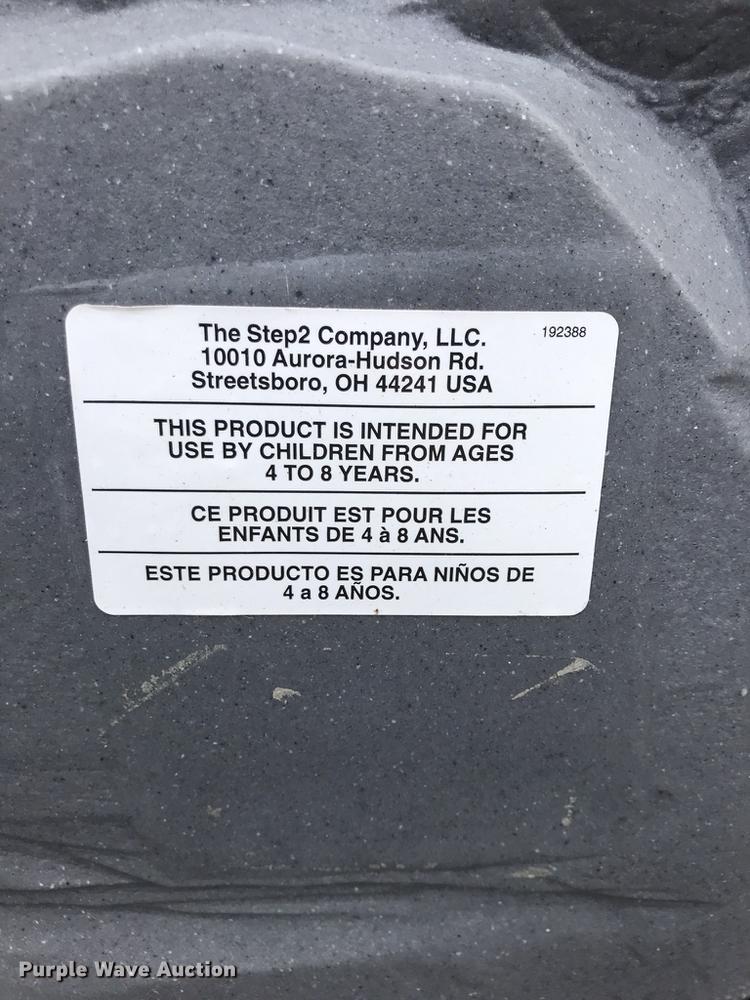 The Step2 Company, LLC. 192388
10010 Aurora-Hudson Rd.
Streetsboro, OH 44241 USA
THIS PRODUCT IS INTENDED FOR
USE BY CHILDREN FROM AGES
4 TO 8 YEARS.
CE PRODUIT EST POUR LES
ENFANTS DE 4 à 8 ANS.
ESTE PRODUCTO ES PARA NIÑOS DE
4 a 8 AÑOS.
Purple Wave Auction